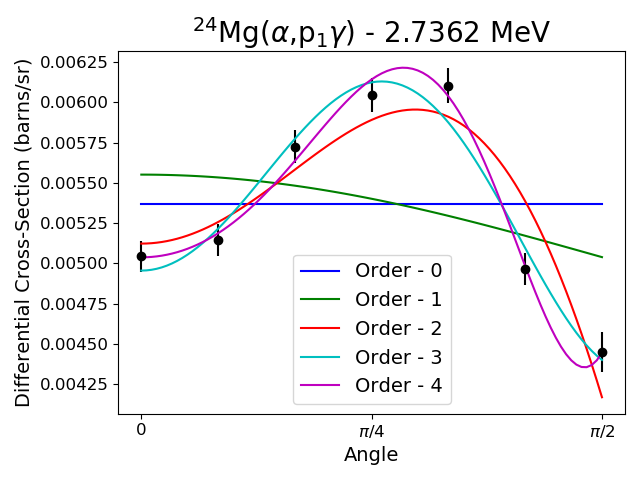 ²⁴Mg(α,p₁γ) - 2.7362 MeV
Differential Cross-Section (barns/sr)
0.00625
0.00600
0.00575
0.00550
0.00525
0.00500
0.00475
0.00450
0.00425
Order - 0
Order - 1
Order - 2
Order - 3
Order - 4
0
π/4
π/2
Angle